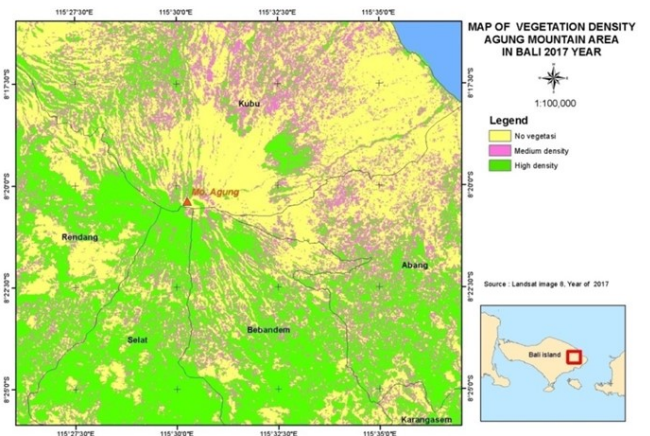 115°27'30"E 115°30'0"E 115°32'30"E 115°35'0"E
MAP OF VEGETATION DENSITY
AGUNG MOUNTAIN AREA
IN BALI 2017 YEAR
1:100,000
Legend
No vegetasi
Medium density
High density
8°17'30"S 8°17'30"S
Kubu
8°20'0"S 8°20'0"S
Mo. Agung
Rendang
Abang
8°22'30"S 8°22'30"S
Source : Landsat image 8, Year of 2017
Bebandem
Selat
Bali island
8°25'0"S 8°25'0"S
Karangasem
115°27'30"E 115°30'0"E 115°32'30"E 115°35'0"E